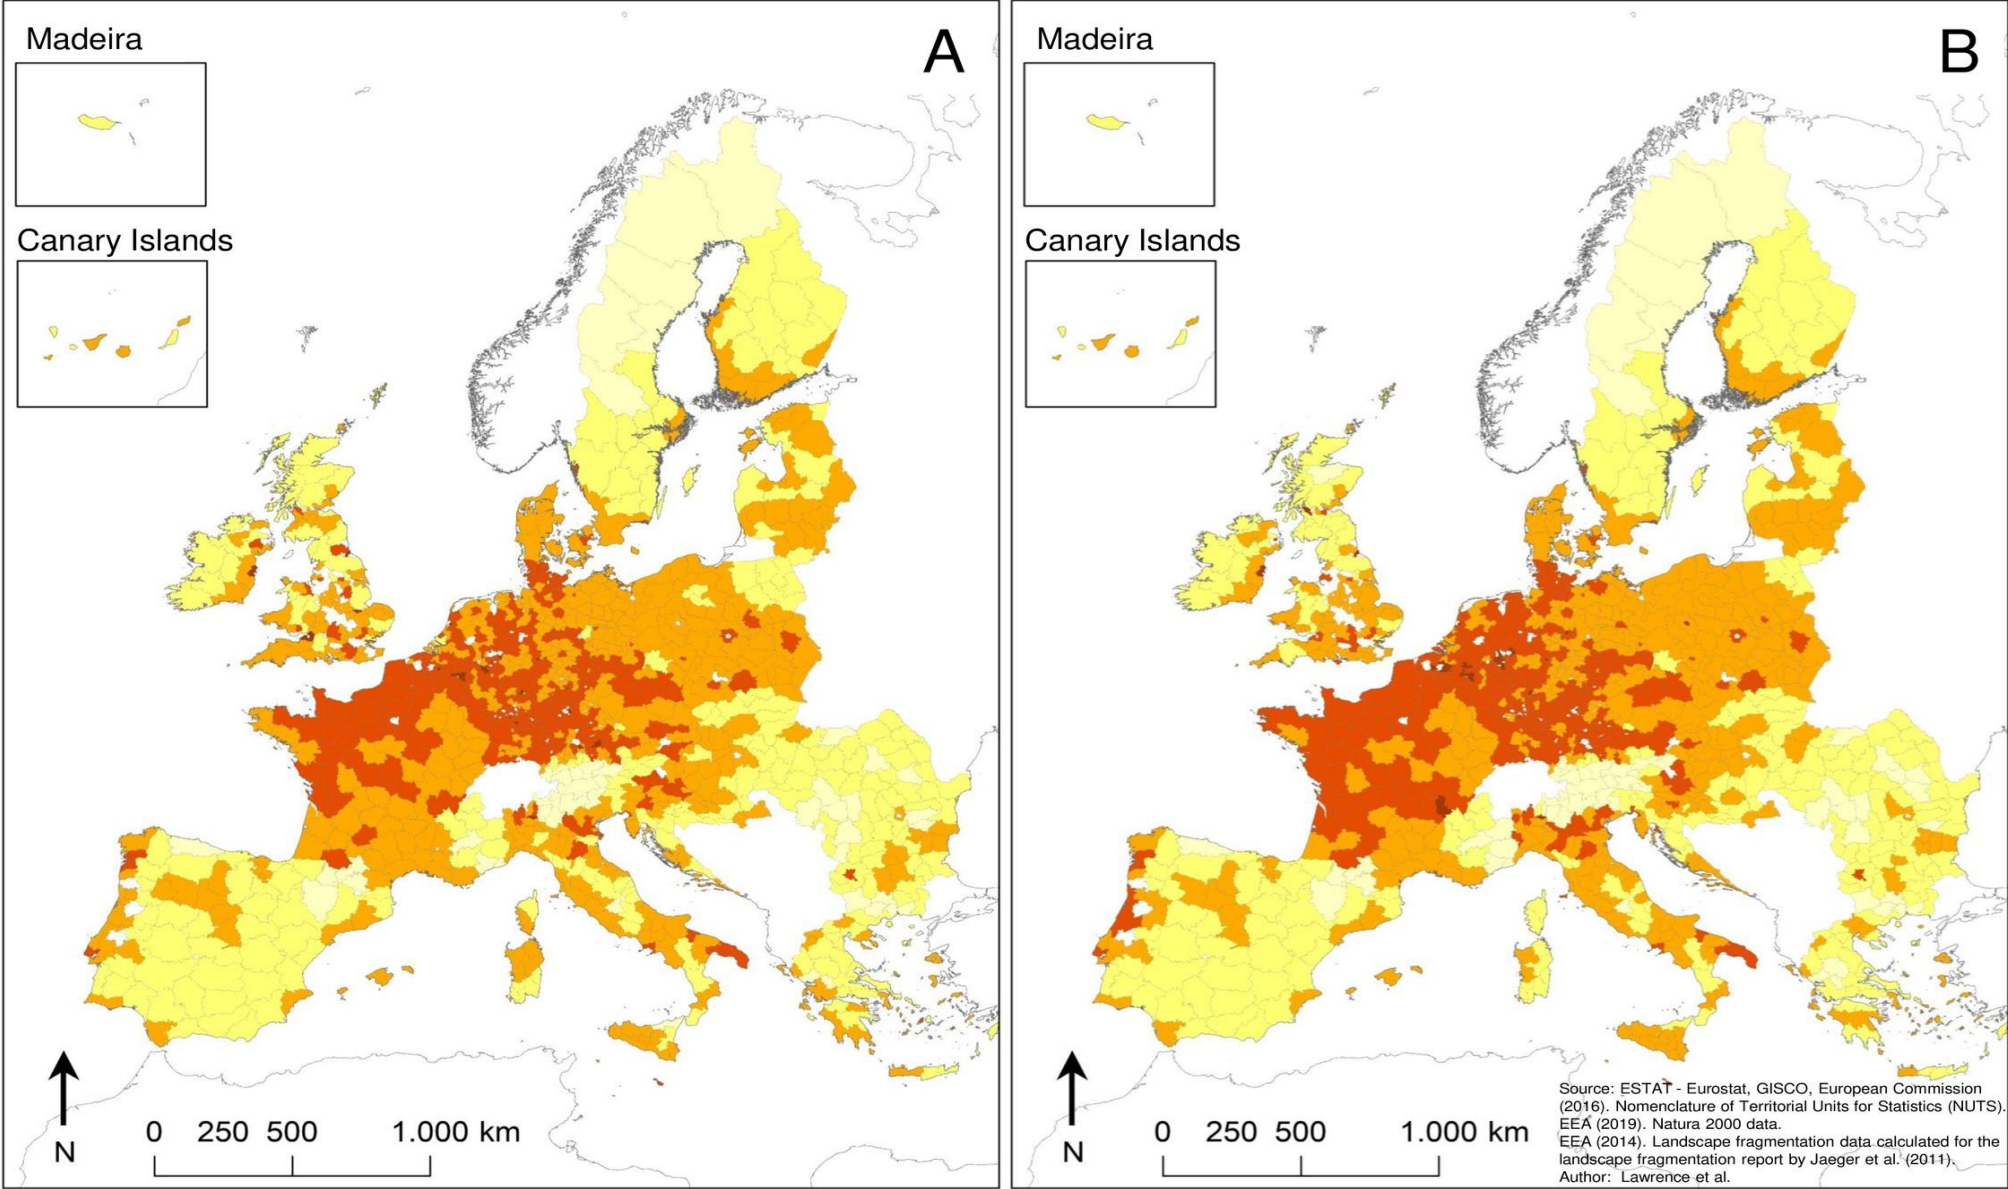 Madeira
A
Canary Islands
N
0 250 500 1.000 km
Madeira
B
Canary Islands
N
0 250 500 1.000 km
Source: ESTAT - Eurostat, GISCO, European Commission
(2016). Nomenclature of Territorial Units for Statistics (NUTS).
EEA (2019). Natura 2000 data.
EEA (2014). Landscape fragmentation data calculated for the
landscape fragmentation report by Jaeger et al. (2011).
Author: Lawrence et al.